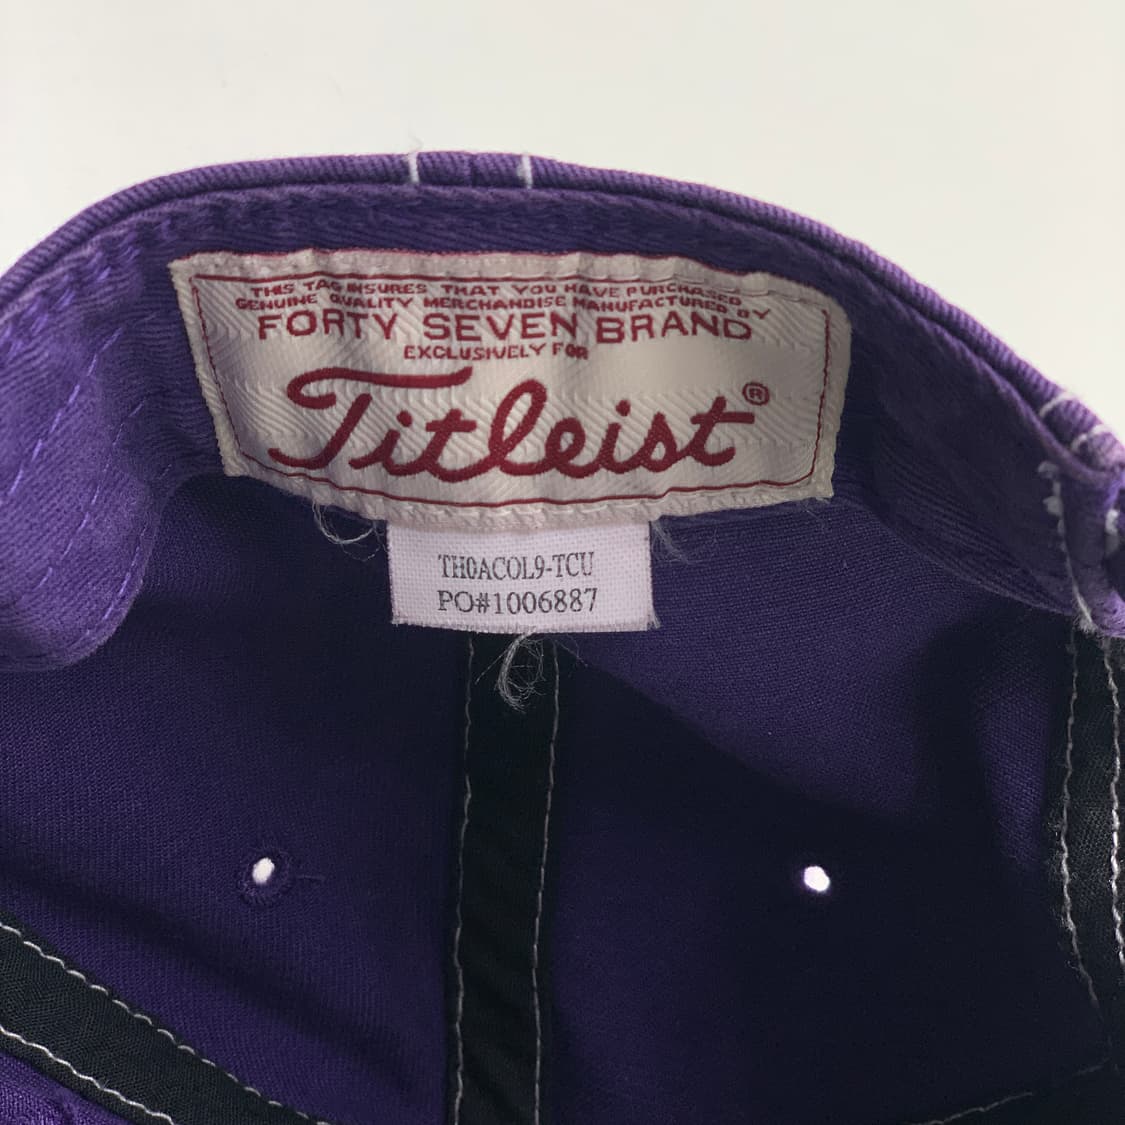 THIS TAG INSURES THAT YOU HAVE PURCHASED
GENUINE QUALITY MERCHANDISE MANUFACTURED BY
FORTY SEVEN BRAND
EXCLUSIVELY FOR
Titleist®
TH0ACOL9-TCU
PO#1006887